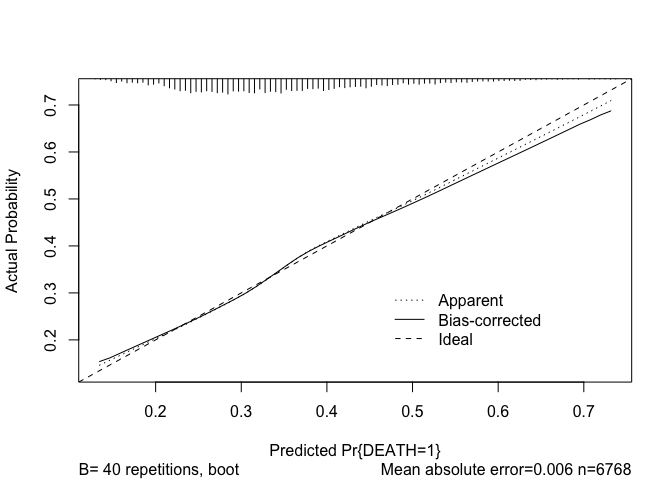 Actual Probability
0.7
0.6
0.5
0.4
0.3
0.2
Apparent
Bias-corrected
Ideal
0.2 0.3 0.4 0.5 0.6 0.7
Predicted Pr{DEATH=1}
B= 40 repetitions, boot Mean absolute error=0.006 n=6768